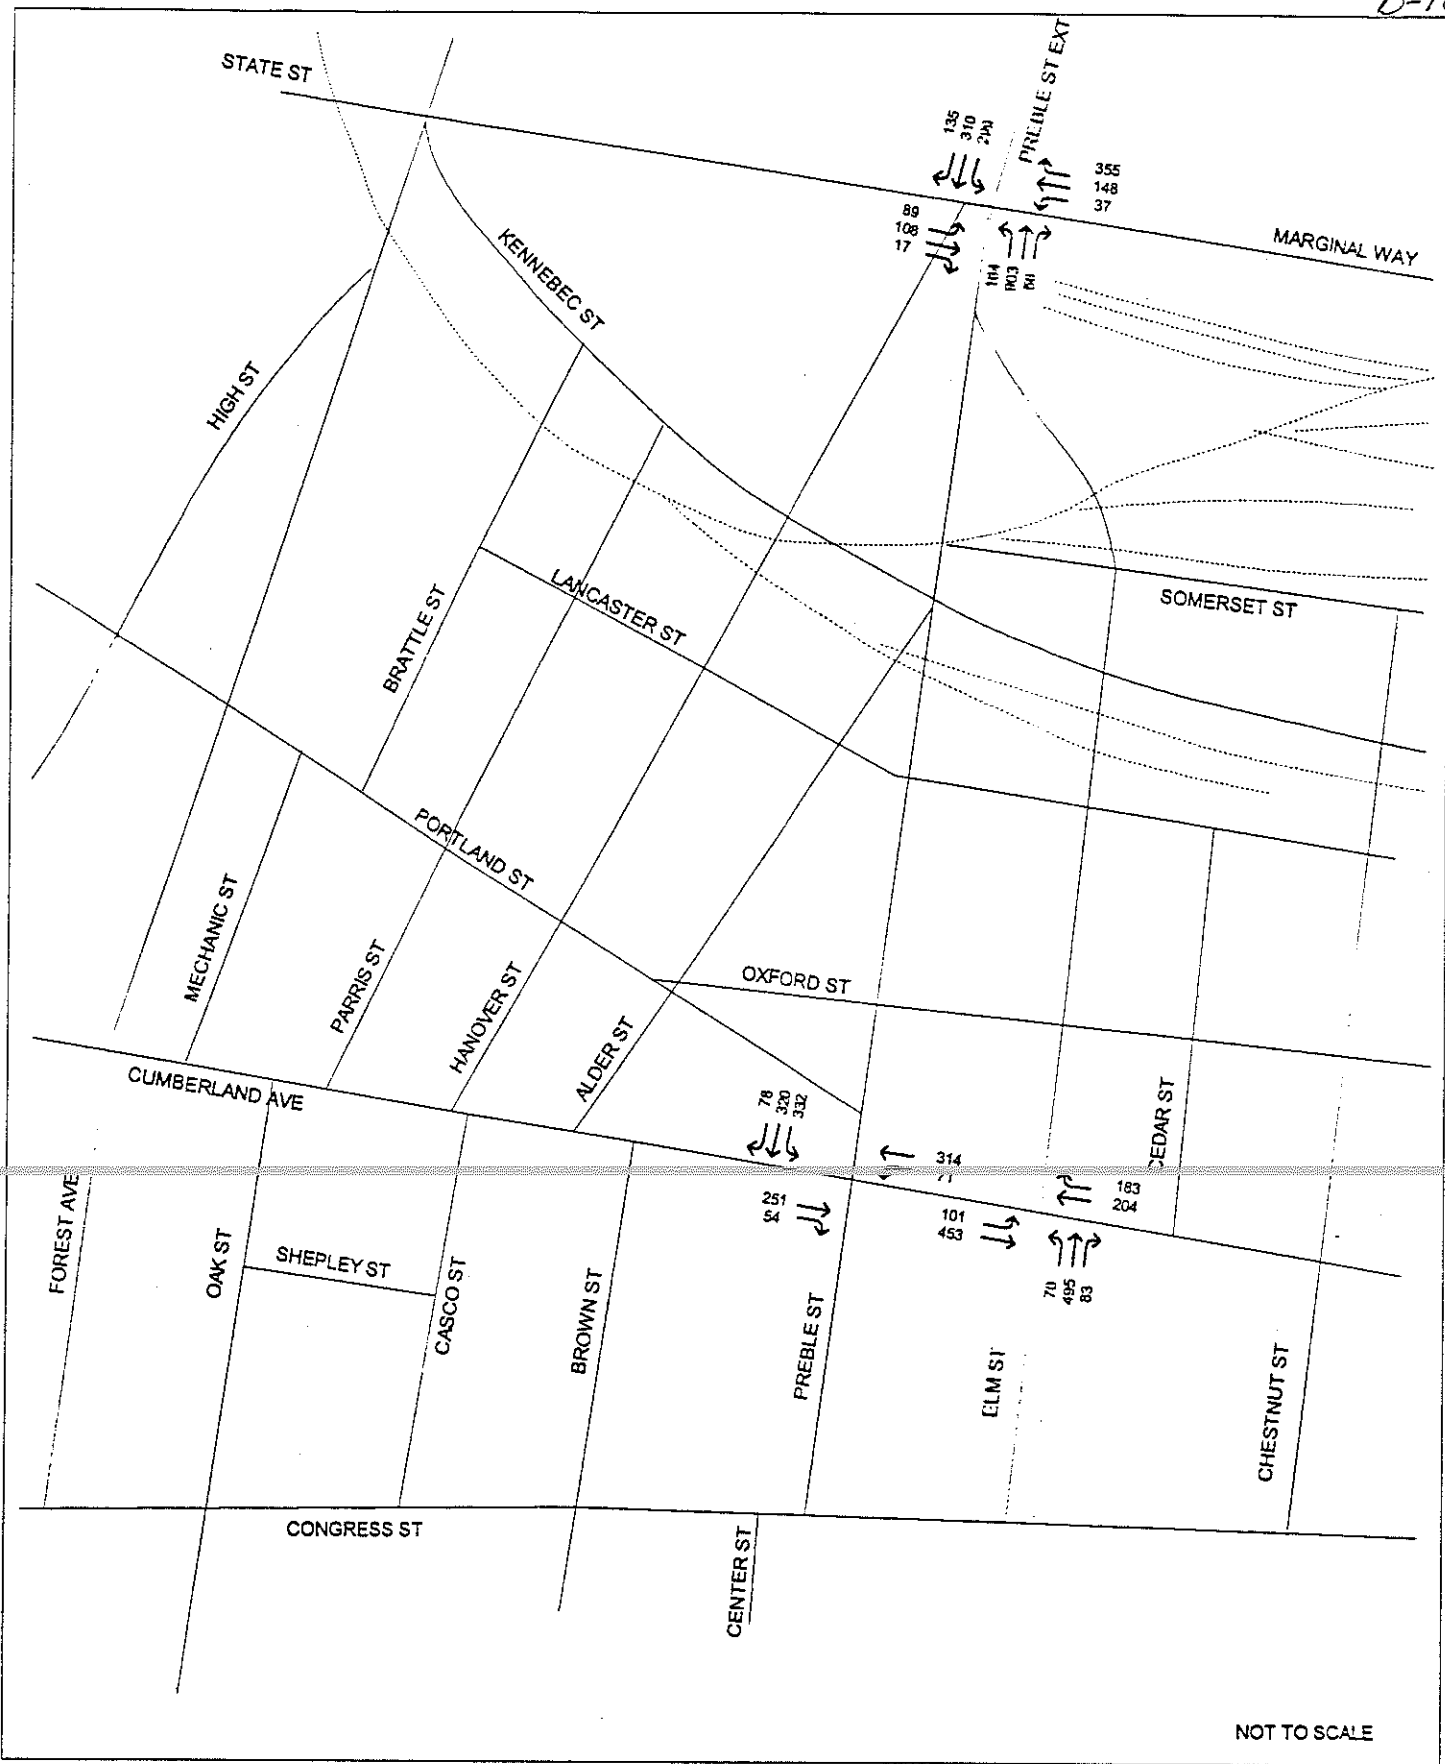 STATE ST
PREBLE ST EXT
135
310
355
148
37
89
108
17
MARGINAL WAY
KENNEBEC ST
HIGH ST
LANCASTER ST
SOMERSET ST
BRATTLE ST
PORTLAND ST
MECHANIC ST
PARRIS ST
HANOVER ST
OXFORD ST
ALDER ST
CUMBERLAND AVE
78
320
332
CEDAR ST
314
183
204
251
54
101
453
70
495
83
FOREST AVE
OAK ST
SHEPLEY ST
CASCO ST
BROWN ST
PREBLE ST
ELM ST
CHESTNUT ST
CONGRESS ST
CENTER ST
NOT TO SCALE